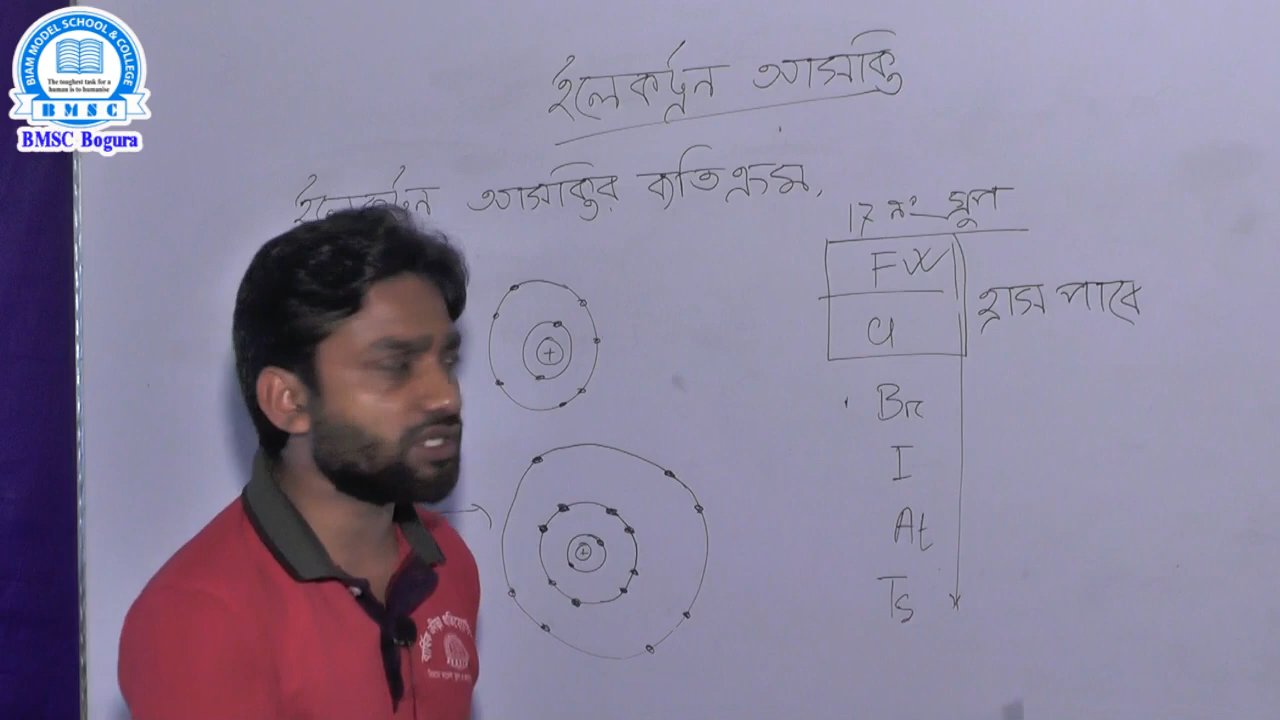 BIAM MODEL SCHOOL & COLLEGE
The toughest task for a
human is to humanise
BMSC
BMSC Bogura
ইলেকট্রন আসক্তি
ইলেকট্রন আসক্তির ব্যতিক্রম.
17 নং গ্রুপ
F
হ্রাস পাবে
Cl
Br
I
At
Ts
+
+